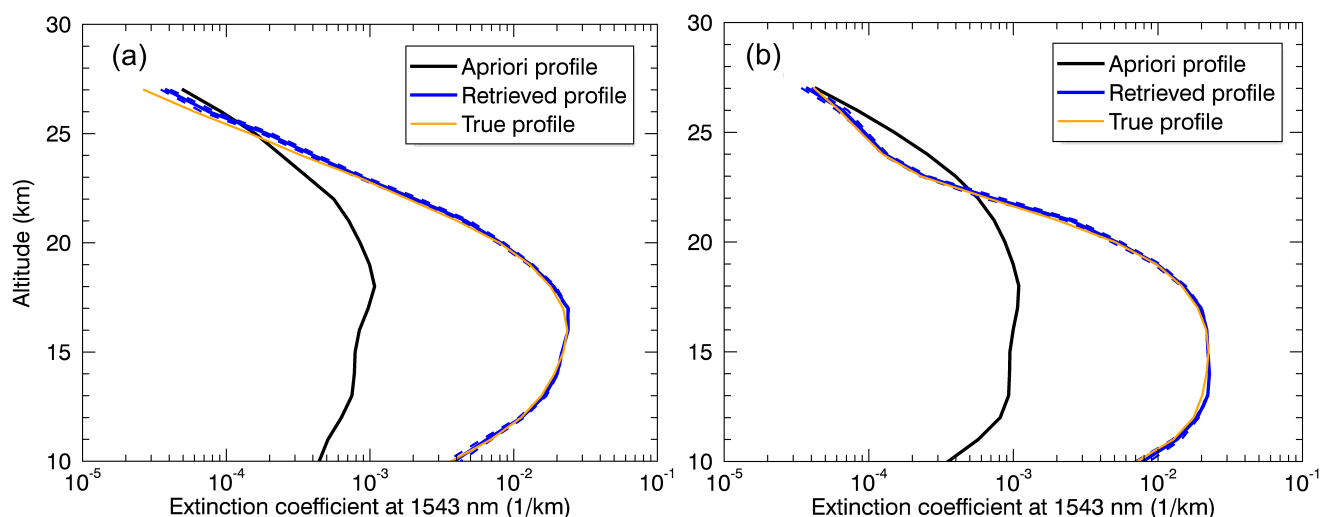 (a)
Apriori profile
Retrieved profile
True profile
30
25
20
15
10
Altitude (km)
10⁻⁵
10⁻⁴
10⁻³
10⁻²
10⁻¹
Extinction coefficient at 1543 nm (1/km)
(b)
Apriori profile
Retrieved profile
True profile
30
25
20
15
10
10⁻⁵
10⁻⁴
10⁻³
10⁻²
10⁻¹
Extinction coefficient at 1543 nm (1/km)